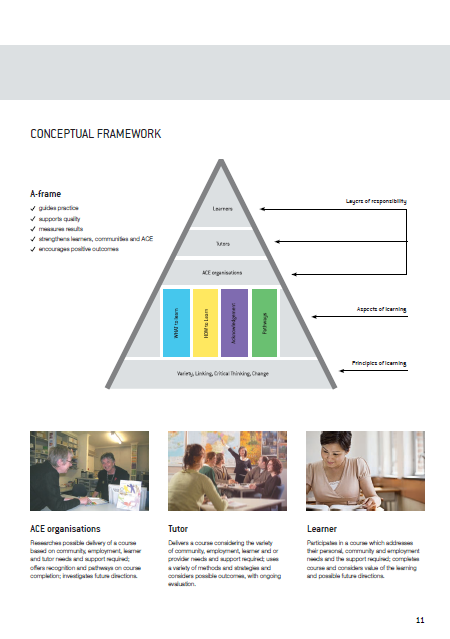 CONCEPTUAL FRAMEWORK
A-frame
guides practice
supports quality
measures results
strengthens learners, communities and ACE
encourages positive outcomes
Learners
Tutors
ACE organisations
WHAT to learn
HOW to Learn
Acknowledgement
Pathways
Variety, Linking, Critical Thinking, Change
Layers of responsibility
Aspects of learning
Principles of learning
ACE organisations
Researches possible delivery of a course
based on community, employment, learner
and tutor needs and support required;
offers recognition and pathways on course
completion; investigates future directions.
Tutor
Delivers a course considering the variety
of community, employment, learner and or
provider needs and support required; uses
a variety of methods and strategies and
considers possible outcomes, with ongoing
evaluation.
Learner
Participates in a course which addresses
their personal, community and employment
needs and the support required; completes
course and considers value of the learning
and possible future directions.
11